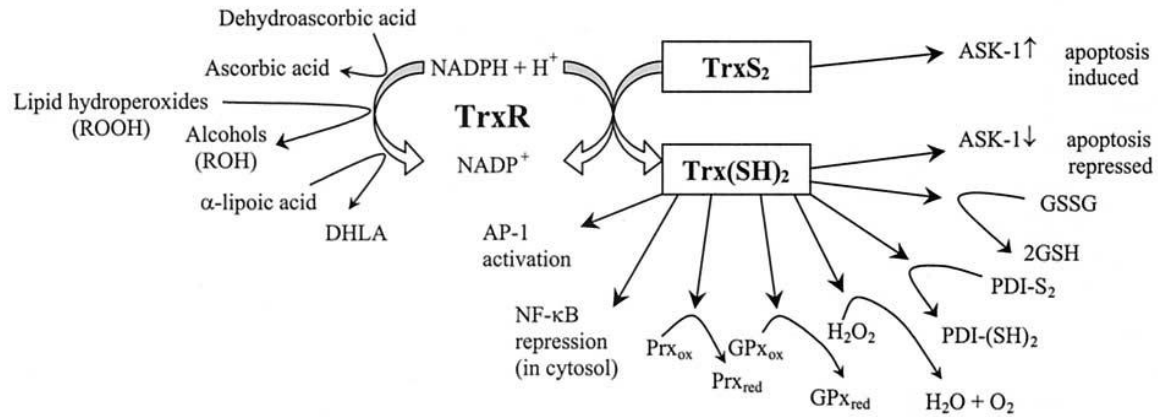 Dehydroascorbic acid
Ascorbic acid
Lipid hydroperoxides
(ROOH)
Alcohols
(ROH)
α-lipoic acid
DHLA
NADPH + H⁺
TrxR
NADP⁺
TrxS₂
Trx(SH)₂
ASK-1↑ apoptosis
induced
ASK-1↓ apoptosis
repressed
GSSG
2GSH
PDI-S₂
PDI-(SH)₂
AP-1
activation
NF-κB
repression
(in cytosol)
Prxox
Prxred
GPxox
GPxred
H₂O₂
H₂O + O₂